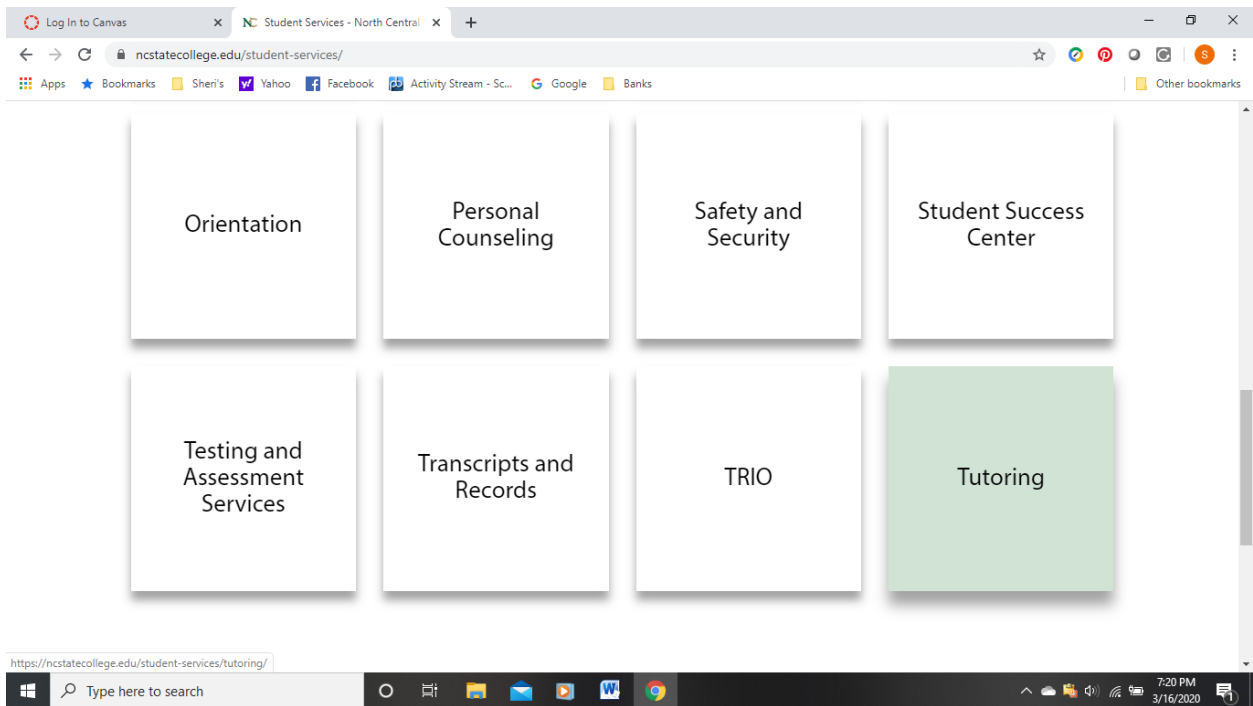 Log In to Canvas
NC Student Services - North Central
ncstatecollege.edu/student-services/
S
Apps Bookmarks Sheri's Yahoo Facebook Activity Stream - Sc... Google Banks Other bookmarks
Orientation
Personal
Counseling
Safety and
Security
Student Success
Center
Testing and
Assessment
Services
Transcripts and
Records
TRIO
Tutoring
https://ncstatecollege.edu/student-services/tutoring/
Type here to search
7:20 PM
3/16/2020